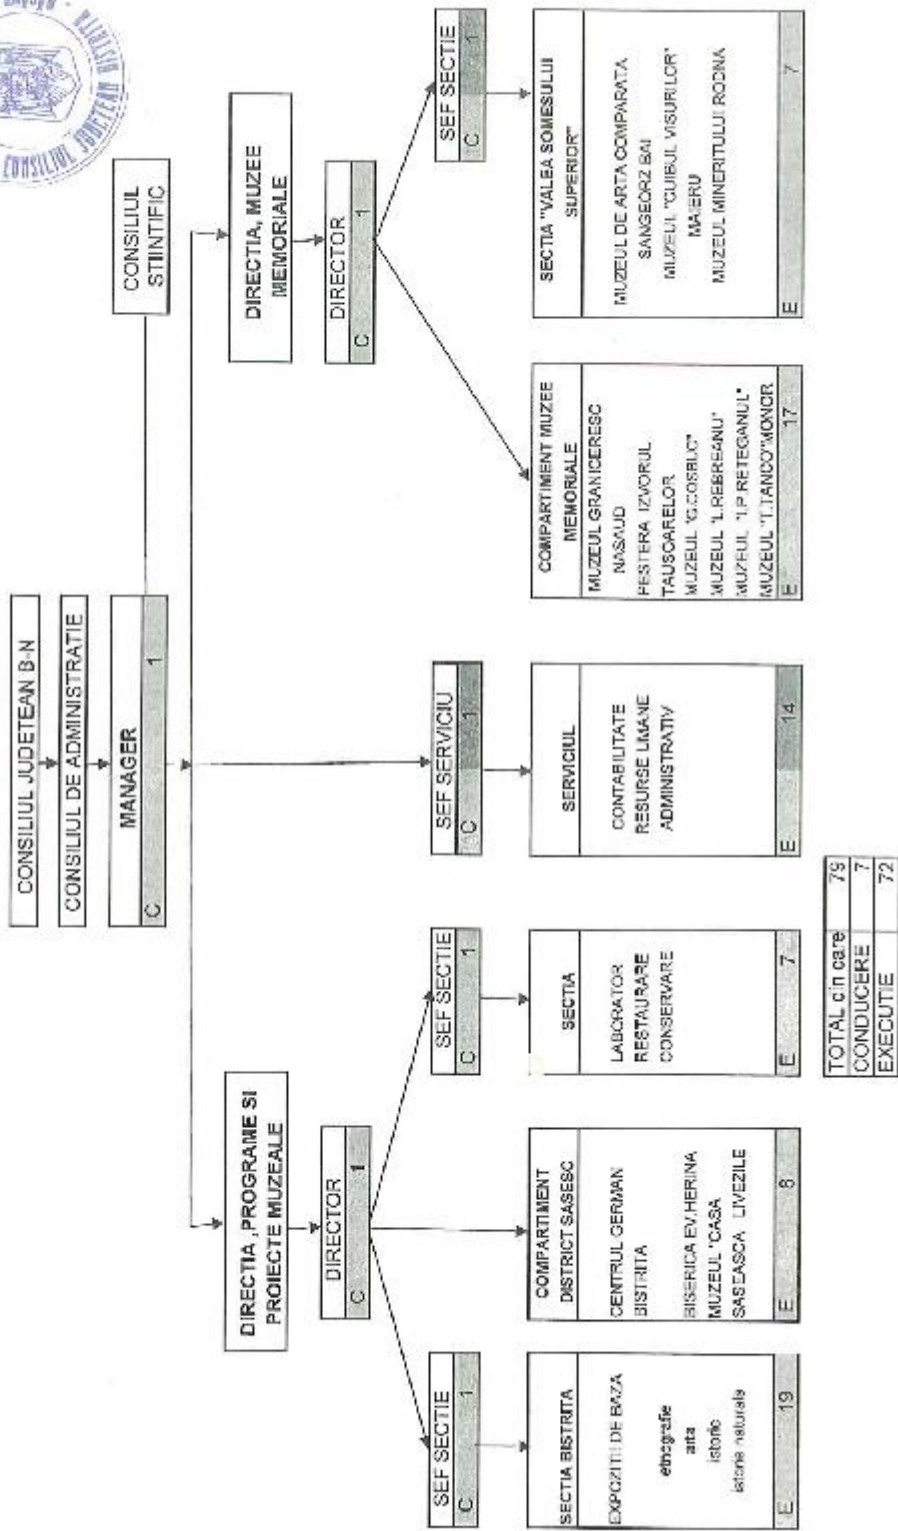 CONSILIUL JUDETEAN BISTRITA
CONSILIUL JUDETEAN B-N
CONSILIUL DE ADMINISTRATIE
MANAGER
C 1
CONSILIUL
STIINTIFIC
DIRECTIA ,PROGRAME SI
PROIECTE MUZEALE
DIRECTOR
C 1
DIRECTIA, MUZEE
MEMORIALE
DIRECTOR
C 1
SEF SECTIE
C 1
SEF SECTIE
C 1
SEF SERVICIU
C 1
SEF SECTIE
C 1
SECTIA BISTRITA
EXPOZITII DE BAZA
etnografie
arta
istorie
istorie naturala
E 19
COMPARTIMENT
DISTRICT SASESC
CENTRUL GERMAN
BISTRITA
BISERICA EV.HERINA
MUZEUL "CASA
SASEASCA LIVEZILE
E 8
SECTIA
LABORATOR
RESTAURARE
CONSERVARE
E 7
SERVICIUL
CONTABILITATE
RESURSE UMANE
ADMINISTRATIV
E 14
COMPARTIMENT MUZEE
MEMORIALE
MUZEUL GRANICERESC
NASAUD
PESTERA IZVORUL
TAUSOARELOR
MUZEUL "G.COSBUC"
MUZEUL "L.REBREANU"
MUZEUL "I.P.RETEGANUL"
MUZEUL "T.TANCO"MONOR
E 17
SECTIA "VALEA SOMESULUI
SUPERIOR"
MUZEUL DE ARTA COMPARATA
SANGEORZ BAI
MUZEUL "CUIBUL VISURILOR"
MAIERU
MUZEUL MINERITULUI RODNA
E 7
TOTAL din care 79
CONDUCERE 7
EXECUTIE 72